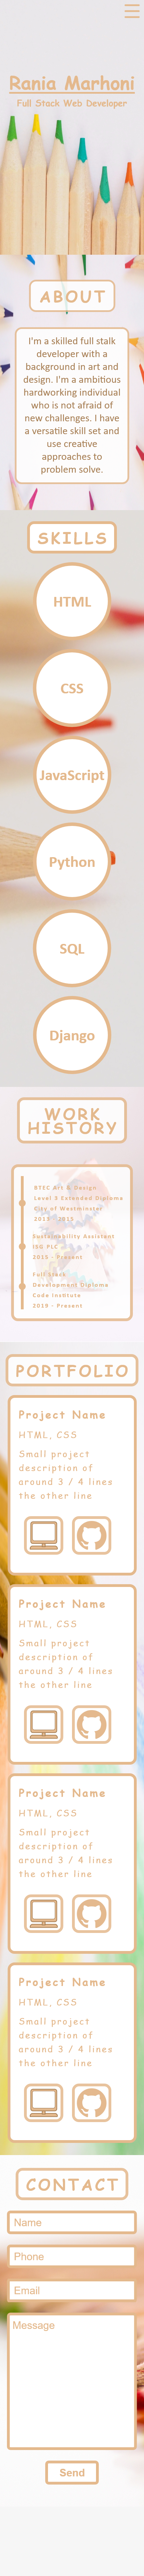 Rania Marhoni
Full Stack Web Developer
ABOUT
I'm a skilled full stalk
developer with a
background in art and
design. I'm a ambitious
hardworking individual
who is not afraid of
new challenges. I have
a versatile skill set and
use creative
approaches to
problem solve.
SKILLS
HTML
CSS
JavaScript
Python
SQL
Django
WORK
HISTORY
BTEC Art & Design
Level 3 Extended Diploma
City of Westminster
2013 - 2015
Sustainability Assistant
ISG PLC
2015 - Present
Full Stack
Development Diploma
Code Institute
2019 - Present
PORTFOLIO
Project Name
HTML, CSS
Small project
description of
around 3 / 4 lines
the other line
Project Name
HTML, CSS
Small project
description of
around 3 / 4 lines
the other line
Project Name
HTML, CSS
Small project
description of
around 3 / 4 lines
the other line
Project Name
HTML, CSS
Small project
description of
around 3 / 4 lines
the other line
CONTACT
Name
Phone
Email
Message
Send